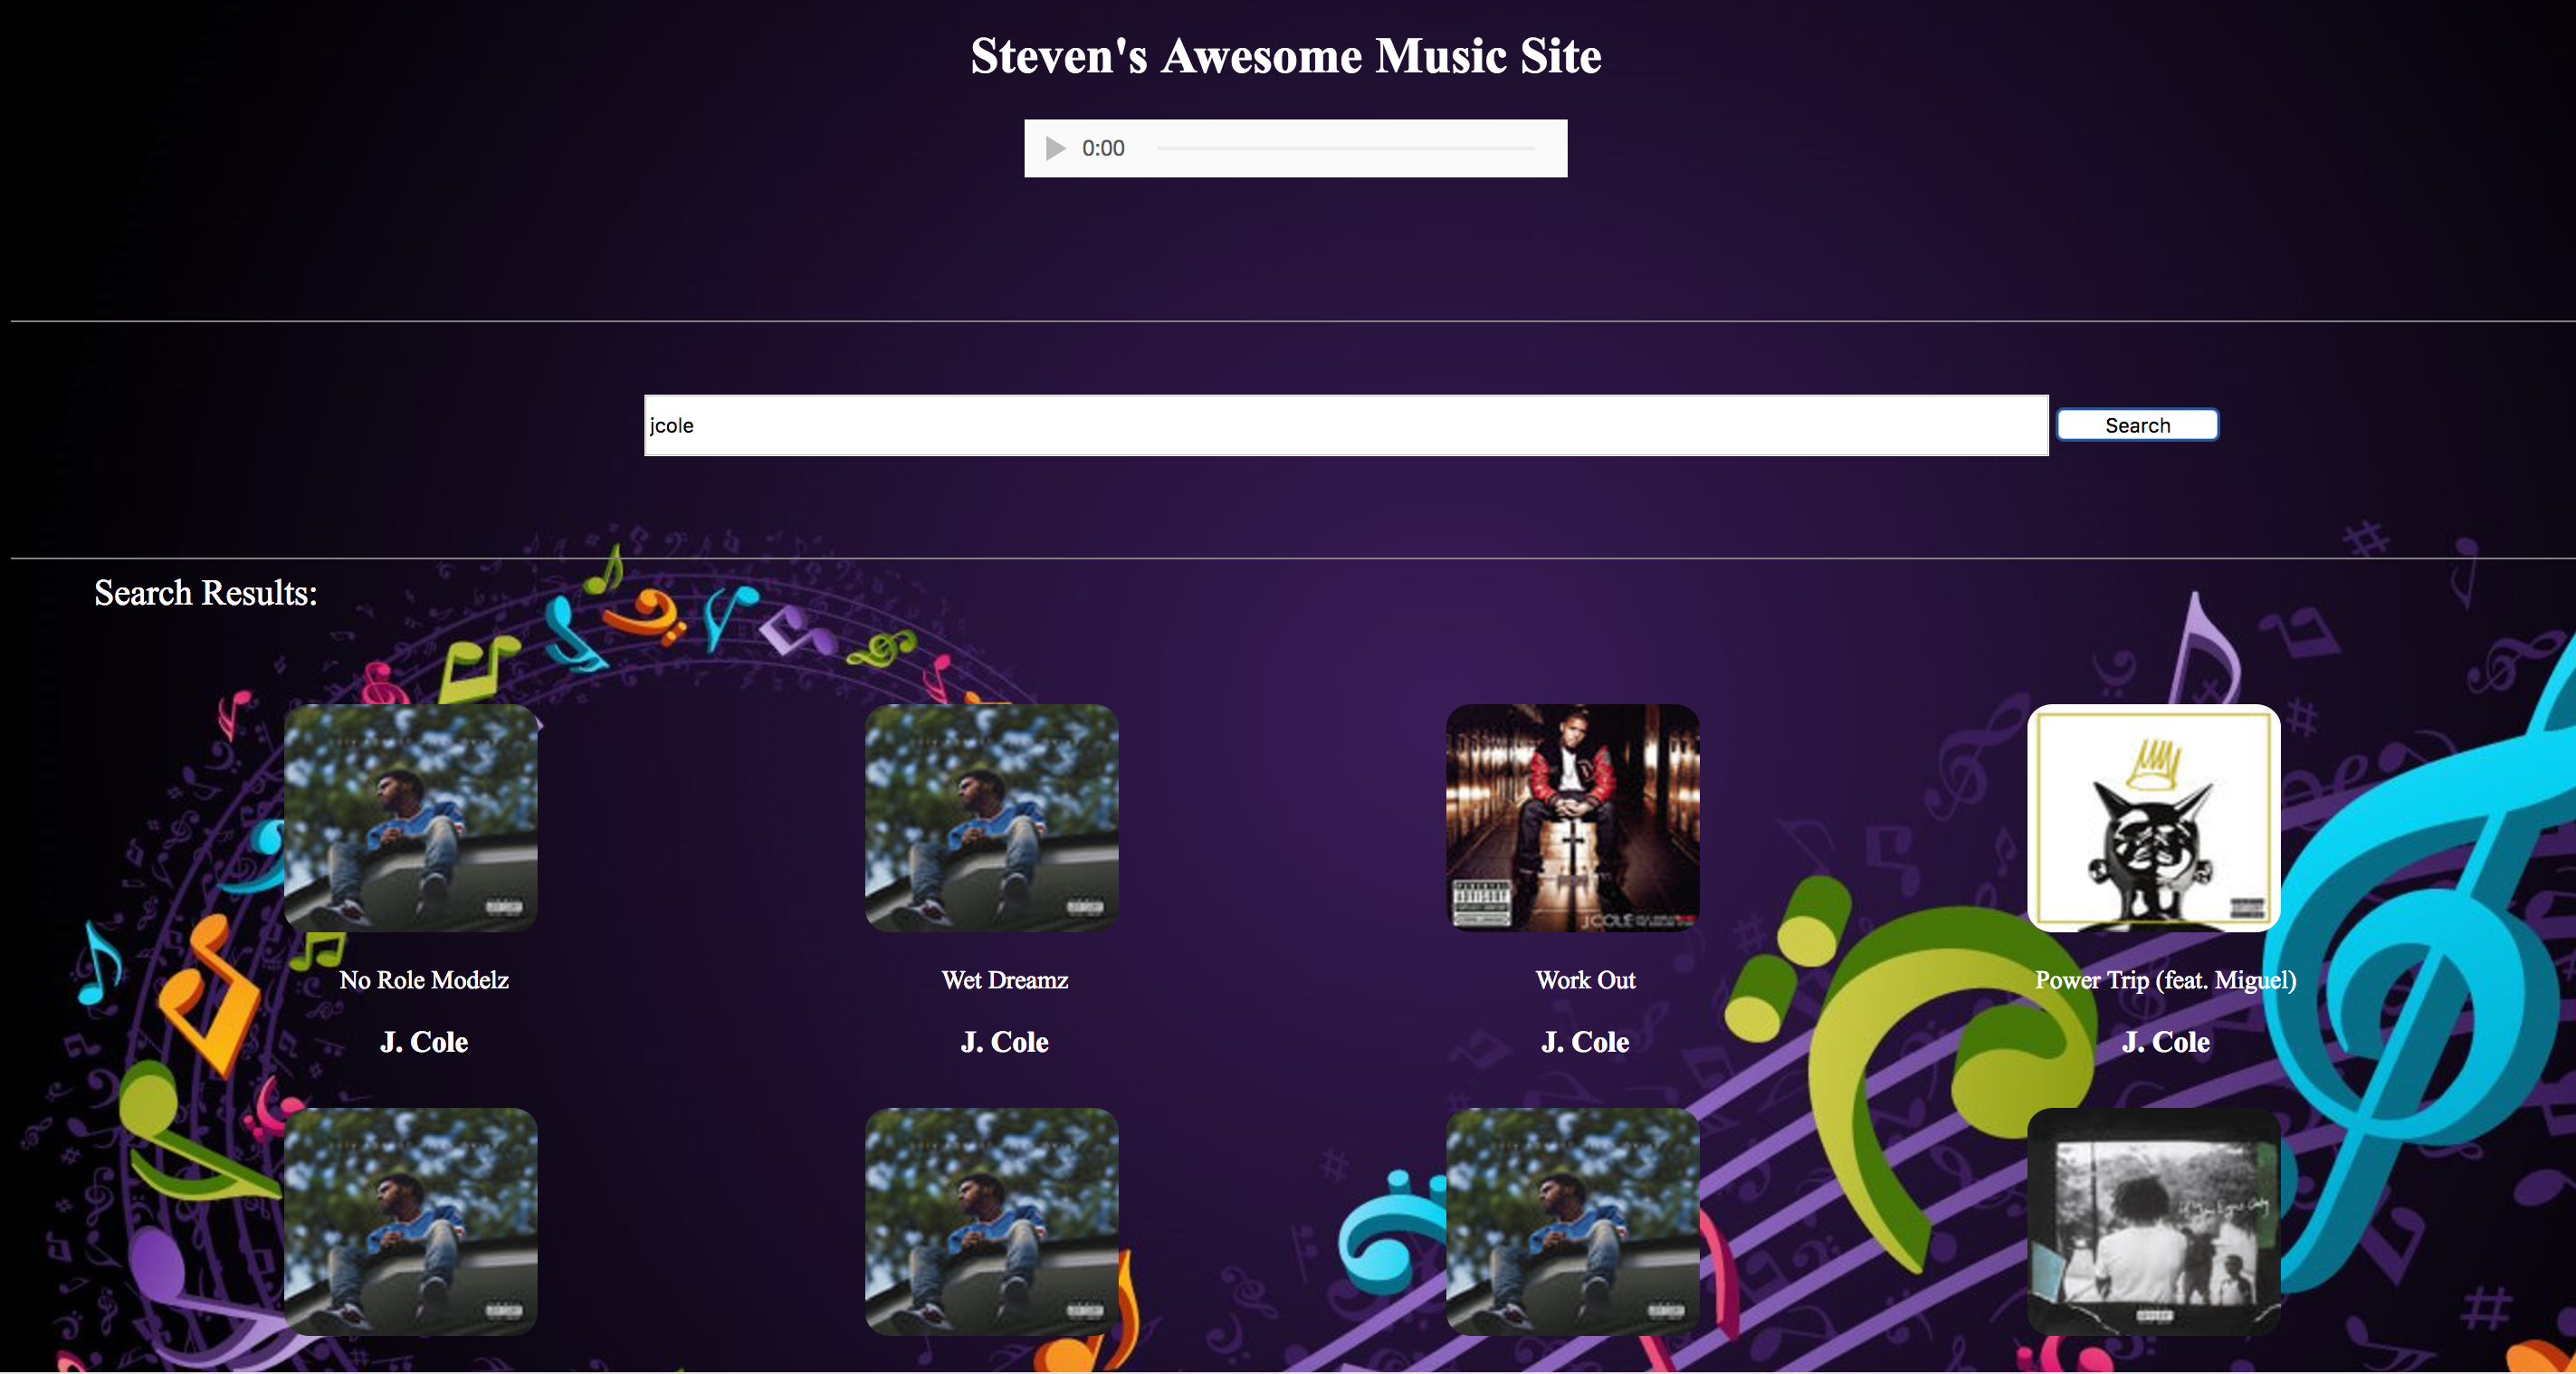 Steven's Awesome Music Site
0:00
jcole
Search
Search Results:
No Role Modelz
Wet Dreamz
Work Out
Power Trip (feat. Miguel)
J. Cole
J. Cole
J. Cole
J. Cole